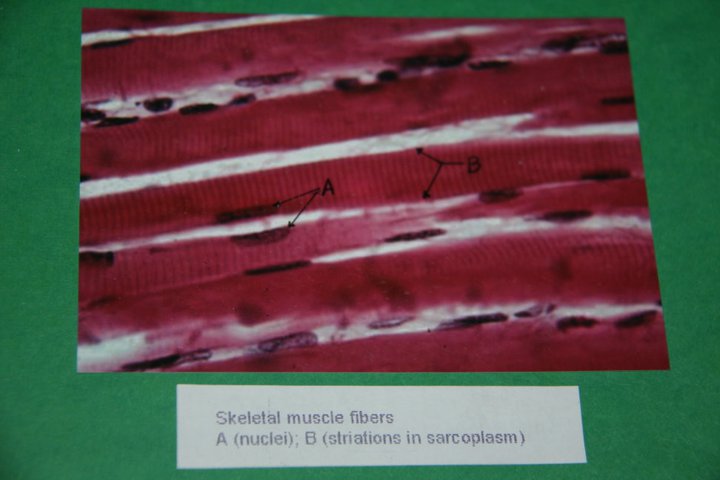 A
B
Skeletal muscle fibers
A (nuclei); B (striations in sarcoplasm)